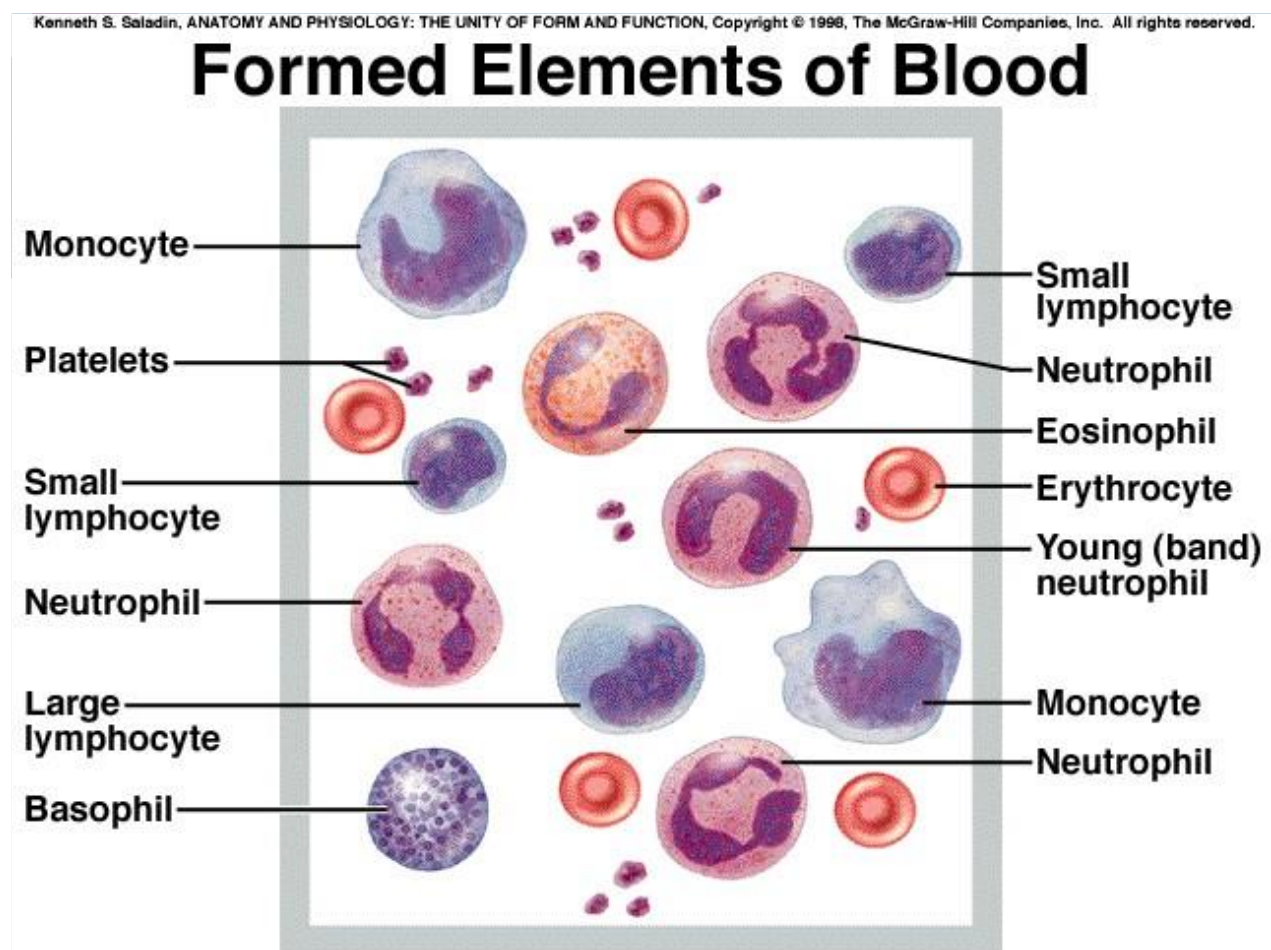 Kenneth S. Saladin, ANATOMY AND PHYSIOLOGY: THE UNITY OF FORM AND FUNCTION, Copyright © 1998, The McGraw-Hill Companies, Inc. All rights reserved.
Formed Elements of Blood
Monocyte
Platelets
Small
lymphocyte
Neutrophil
Large
lymphocyte
Basophil
Small
lymphocyte
Neutrophil
Eosinophil
Erythrocyte
Young (band)
neutrophil
Monocyte
Neutrophil